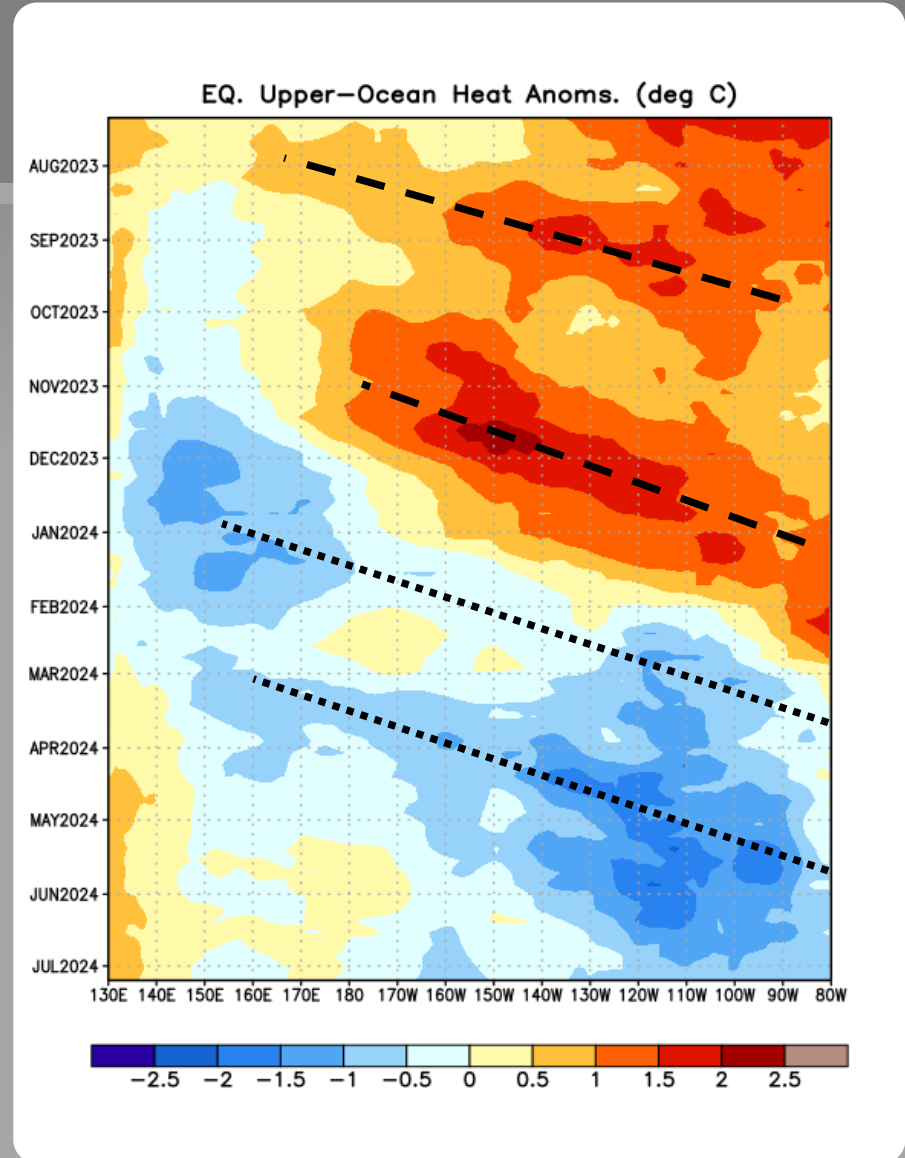 EQ. Upper-Ocean Heat Anoms. (deg C)
AUG2023
SEP2023
OCT2023
NOV2023
DEC2023
JAN2024
FEB2024
MAR2024
APR2024
MAY2024
JUN2024
JUL2024
130E 140E 150E 160E 170E 180 170W 160W 150W 140W 130W 120W 110W 100W 90W 80W
-2.5 -2 -1.5 -1 -0.5 0 0.5 1 1.5 2 2.5